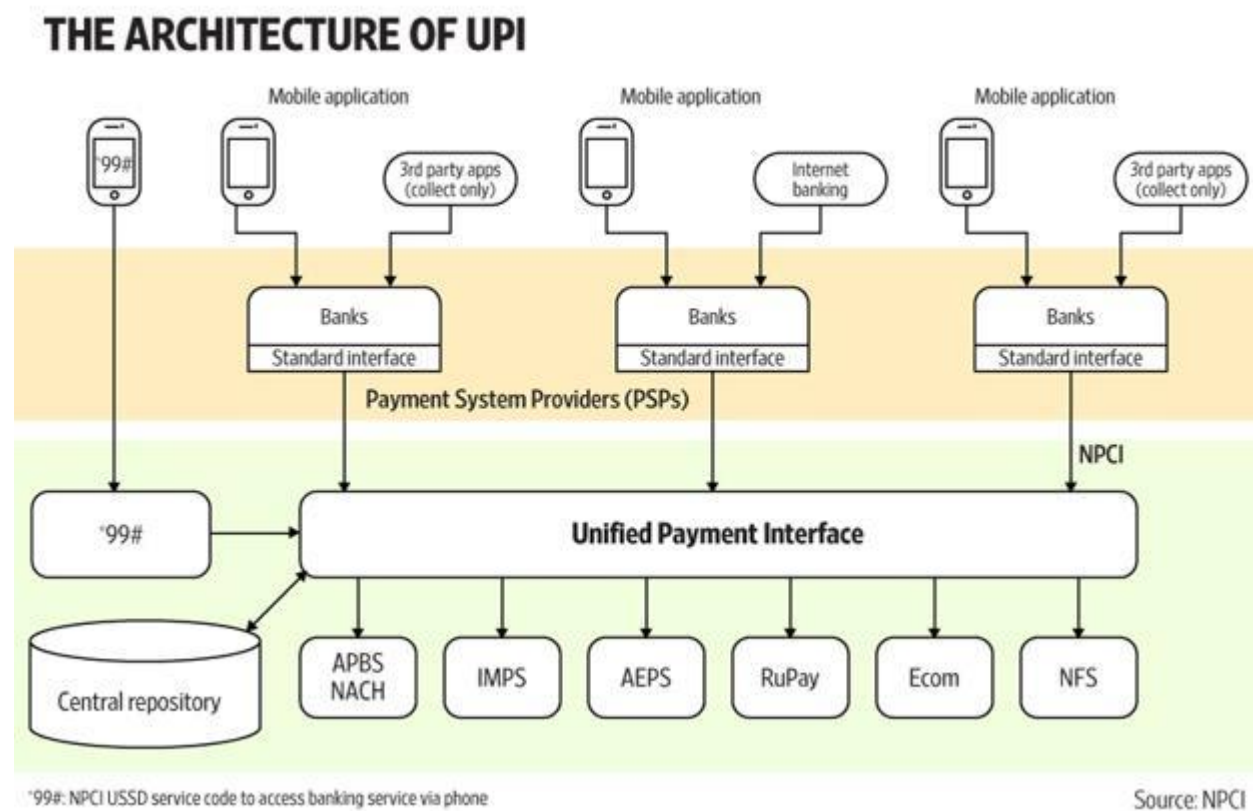 THE ARCHITECTURE OF UPI
Mobile application
Mobile application
Mobile application
*99#
3rd party apps
(collect only)
Internet
banking
3rd party apps
(collect only)
Banks
Standard interface
Banks
Standard interface
Banks
Standard interface
Payment System Providers (PSPs)
NPCI
*99#
Unified Payment Interface
Central repository
APBS
NACH
IMPS
AEPS
RuPay
Ecom
NFS
*99#: NPCI USSD service code to access banking service via phone
Source: NPCI